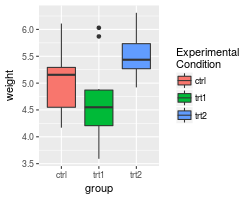 weight
6.0
5.5
5.0
4.5
4.0
3.5
ctrl
trt1
trt2
group
Experimental
Condition
ctrl
trt1
trt2